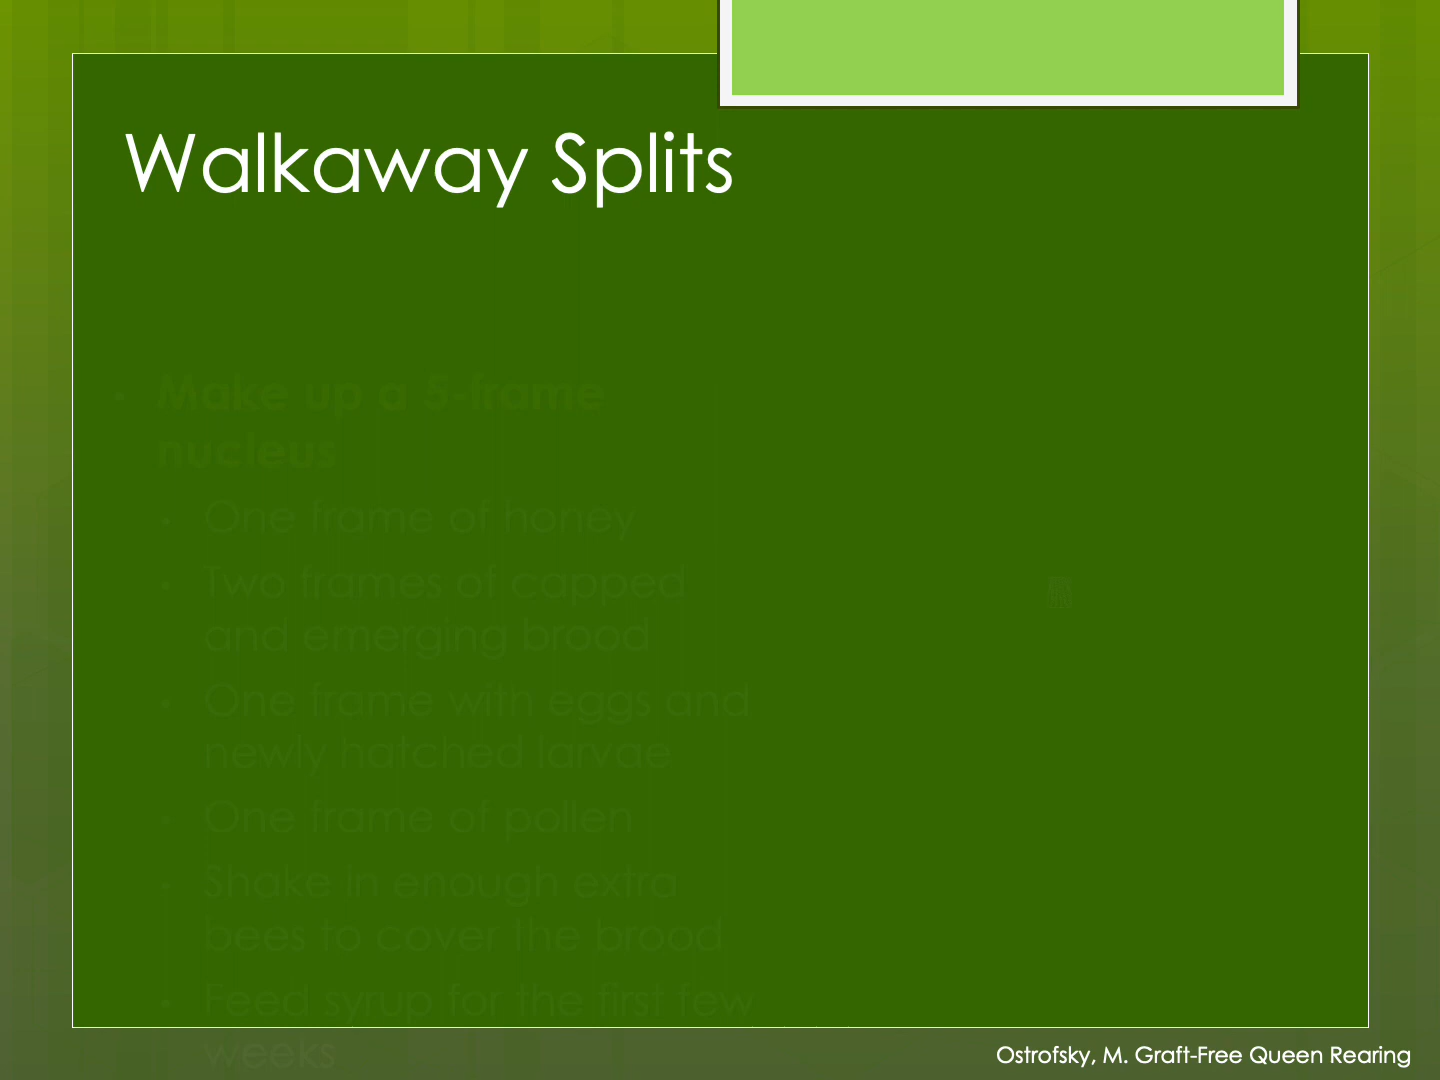 Walkaway Splits
• Make up a 5-frame
nucleus
• One frame of honey
• Two frames of capped
and emerging brood
• One frame with eggs and
newly hatched larvae
• One frame of pollen
• Shake in enough extra
bees to cover the brood
• Feed syrup for the first few
weeks
Ostrofsky, M. Graft-Free Queen Rearing